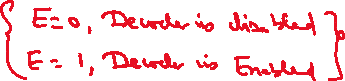 E=0, Decoder is disabled
E=1, Decoder is Enabled